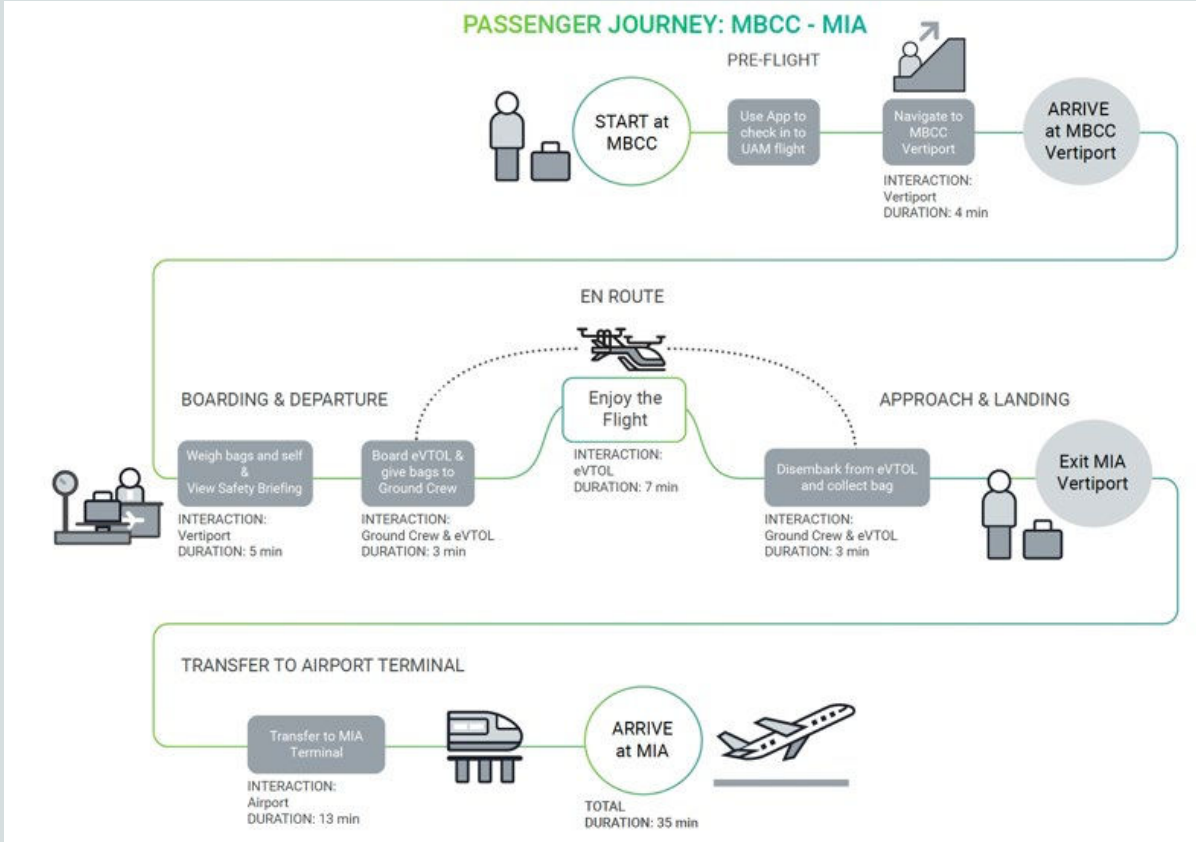 PASSENGER JOURNEY: MBCC - MIA
PRE-FLIGHT
START at
MBCC
Use App to
check in to
UAM flight
Navigate to
MBCC
Vertiport
INTERACTION:
Vertiport
DURATION: 4 min
ARRIVE
at MBCC
Vertiport
EN ROUTE
BOARDING & DEPARTURE
Weigh bags and self
&
View Safety Briefing
INTERACTION:
Vertiport
DURATION: 5 min
Board eVTOL &
give bags to
Ground Crew
INTERACTION:
Ground Crew & eVTOL
DURATION: 3 min
Enjoy the
Flight
INTERACTION:
eVTOL
DURATION: 7 min
APPROACH & LANDING
Disembark from eVTOL
and collect bag
INTERACTION:
Ground Crew & eVTOL
DURATION: 3 min
Exit MIA
Vertiport
TRANSFER TO AIRPORT TERMINAL
Transfer to MIA
Terminal
INTERACTION:
Airport
DURATION: 13 min
ARRIVE
at MIA
TOTAL
DURATION: 35 min